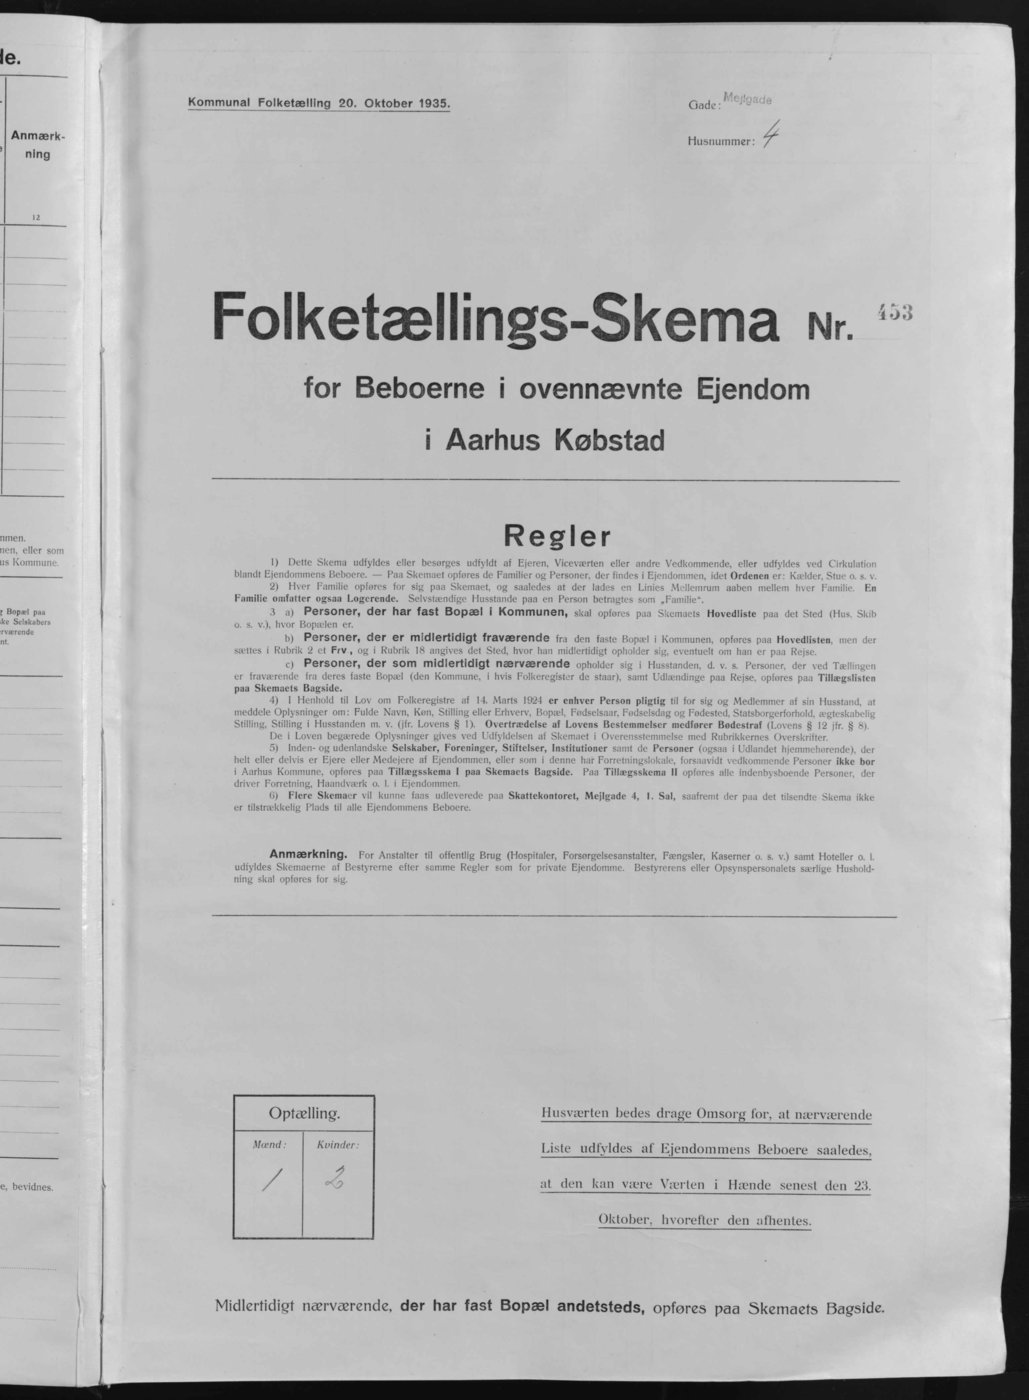 de.
Anmærk-
ning
12
mmen.
nen, eller som
us Kommune.
g Bopæl paa
ske Selskabers
ærværende
nt.
e, bevidnes.
Kommunal Folketælling 20. Oktober 1935.
Gade: Mejlgade
Husnummer: 4
Folketællings-Skema Nr. 453
for Beboerne i ovennævnte Ejendom
i Aarhus Købstad
Regler
1) Dette Skema udfyldes eller besørges udfyldt af Ejeren, Viceværten eller andre Vedkommende, eller udfyldes ved Cirkulation
blandt Ejendommens Beboere. — Paa Skemaet opføres de Familier og Personer, der findes i Ejendommen, idet Ordenen er: Kælder, Stue o. s. v.
2) Hver Familie opføres for sig paa Skemaet, og saaledes at der lades en Linies Mellemrum aaben mellem hver Familie. En
Familie omfatter ogsaa Logerende. Selvstændige Husstande paa en Person betragtes som „Familie“.
3 a) Personer, der har fast Bopæl i Kommunen, skal opføres paa Skemaets Hovedliste paa det Sted (Hus, Skib
o. s. v.), hvor Bopælen er.
b) Personer, der er midlertidigt fraværende fra den faste Bopæl i Kommunen, opføres paa Hovedlisten, men der
sættes i Rubrik 2 et Frv., og i Rubrik 18 angives det Sted, hvor han midlertidigt opholder sig, eventuelt om han er paa Rejse.
c) Personer, der som midlertidigt nærværende opholder sig i Husstanden, d. v. s. Personer, der ved Tællingen
er fraværende fra deres faste Bopæl (den Kommune, i hvis Folkeregister de staar), samt Udlændinge paa Rejse, opføres paa Tillægslisten
paa Skemaets Bagside.
4) I Henhold til Lov om Folkeregistre af 14. Marts 1924 er enhver Person pligtig til for sig og Medlemmer af sin Husstand, at
meddele Oplysninger om: Fulde Navn, Køn, Stilling eller Erhverv, Bopæl, Fødselsaar, Fødselsdag og Fødested, Statsborgerforhold, ægteskabelig
Stilling, Stilling i Husstanden m. v. (jfr. Lovens § 1). Overtrædelse af Lovens Bestemmelser medfører Bødestraf (Lovens § 12 jfr. § 8).
De i Loven begærede Oplysninger gives ved Udfyldelsen af Skemaet i Overensstemmelse med Rubrikkernes Overskrifter.
5) Inden- og udenlandske Selskaber, Foreninger, Stiftelser, Institutioner samt de Personer (ogsaa i Udlandet hjemmehørende), der
helt eller delvis er Ejere eller Medejere af Ejendommen, eller som i denne har Forretningslokale, forsaavidt vedkommende Personer ikke bor
i Aarhus Kommune, opføres paa Tillægsskema I paa Skemaets Bagside. Paa Tillægsskema II opføres alle indenbysboende Personer, der
driver Forretning, Haandværk o. l. i Ejendommen.
6) Flere Skemaer vil kunne faas udleverede paa Skattekontoret, Mejlgade 4, 1. Sal, saafremt der paa det tilsendte Skema ikke
er tilstrækkelig Plads til alle Ejendommens Beboere.
Anmærkning. For Anstalter til offentlig Brug (Hospitaler, Forsørgelsesanstalter, Fængsler, Kaserner o. s. v.) samt Hoteller o. l.
udfyldes Skemaerne af Bestyrerne efter samme Regler som for private Ejendomme. Bestyrerens eller Opsynspersonalets særlige Hushold-
ning skal opføres for sig.
Optælling.
Mænd: Kvinder:
1 2
Husværten bedes drage Omsorg for, at nærværende
Liste udfyldes af Ejendommens Beboere saaledes,
at den kan være Værten i Hænde senest den 23.
Oktober, hvorefter den afhentes.
Midlertidigt nærværende, der har fast Bopæl andetsteds, opføres paa Skemaets Bagside.